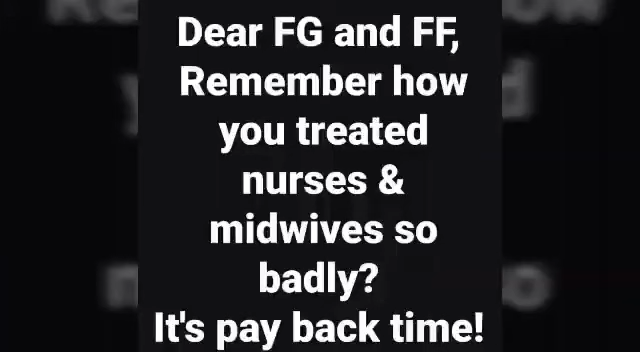 Dear FG and FF,
Remember how
you treated
nurses &
midwives so
badly?
It's pay back time!